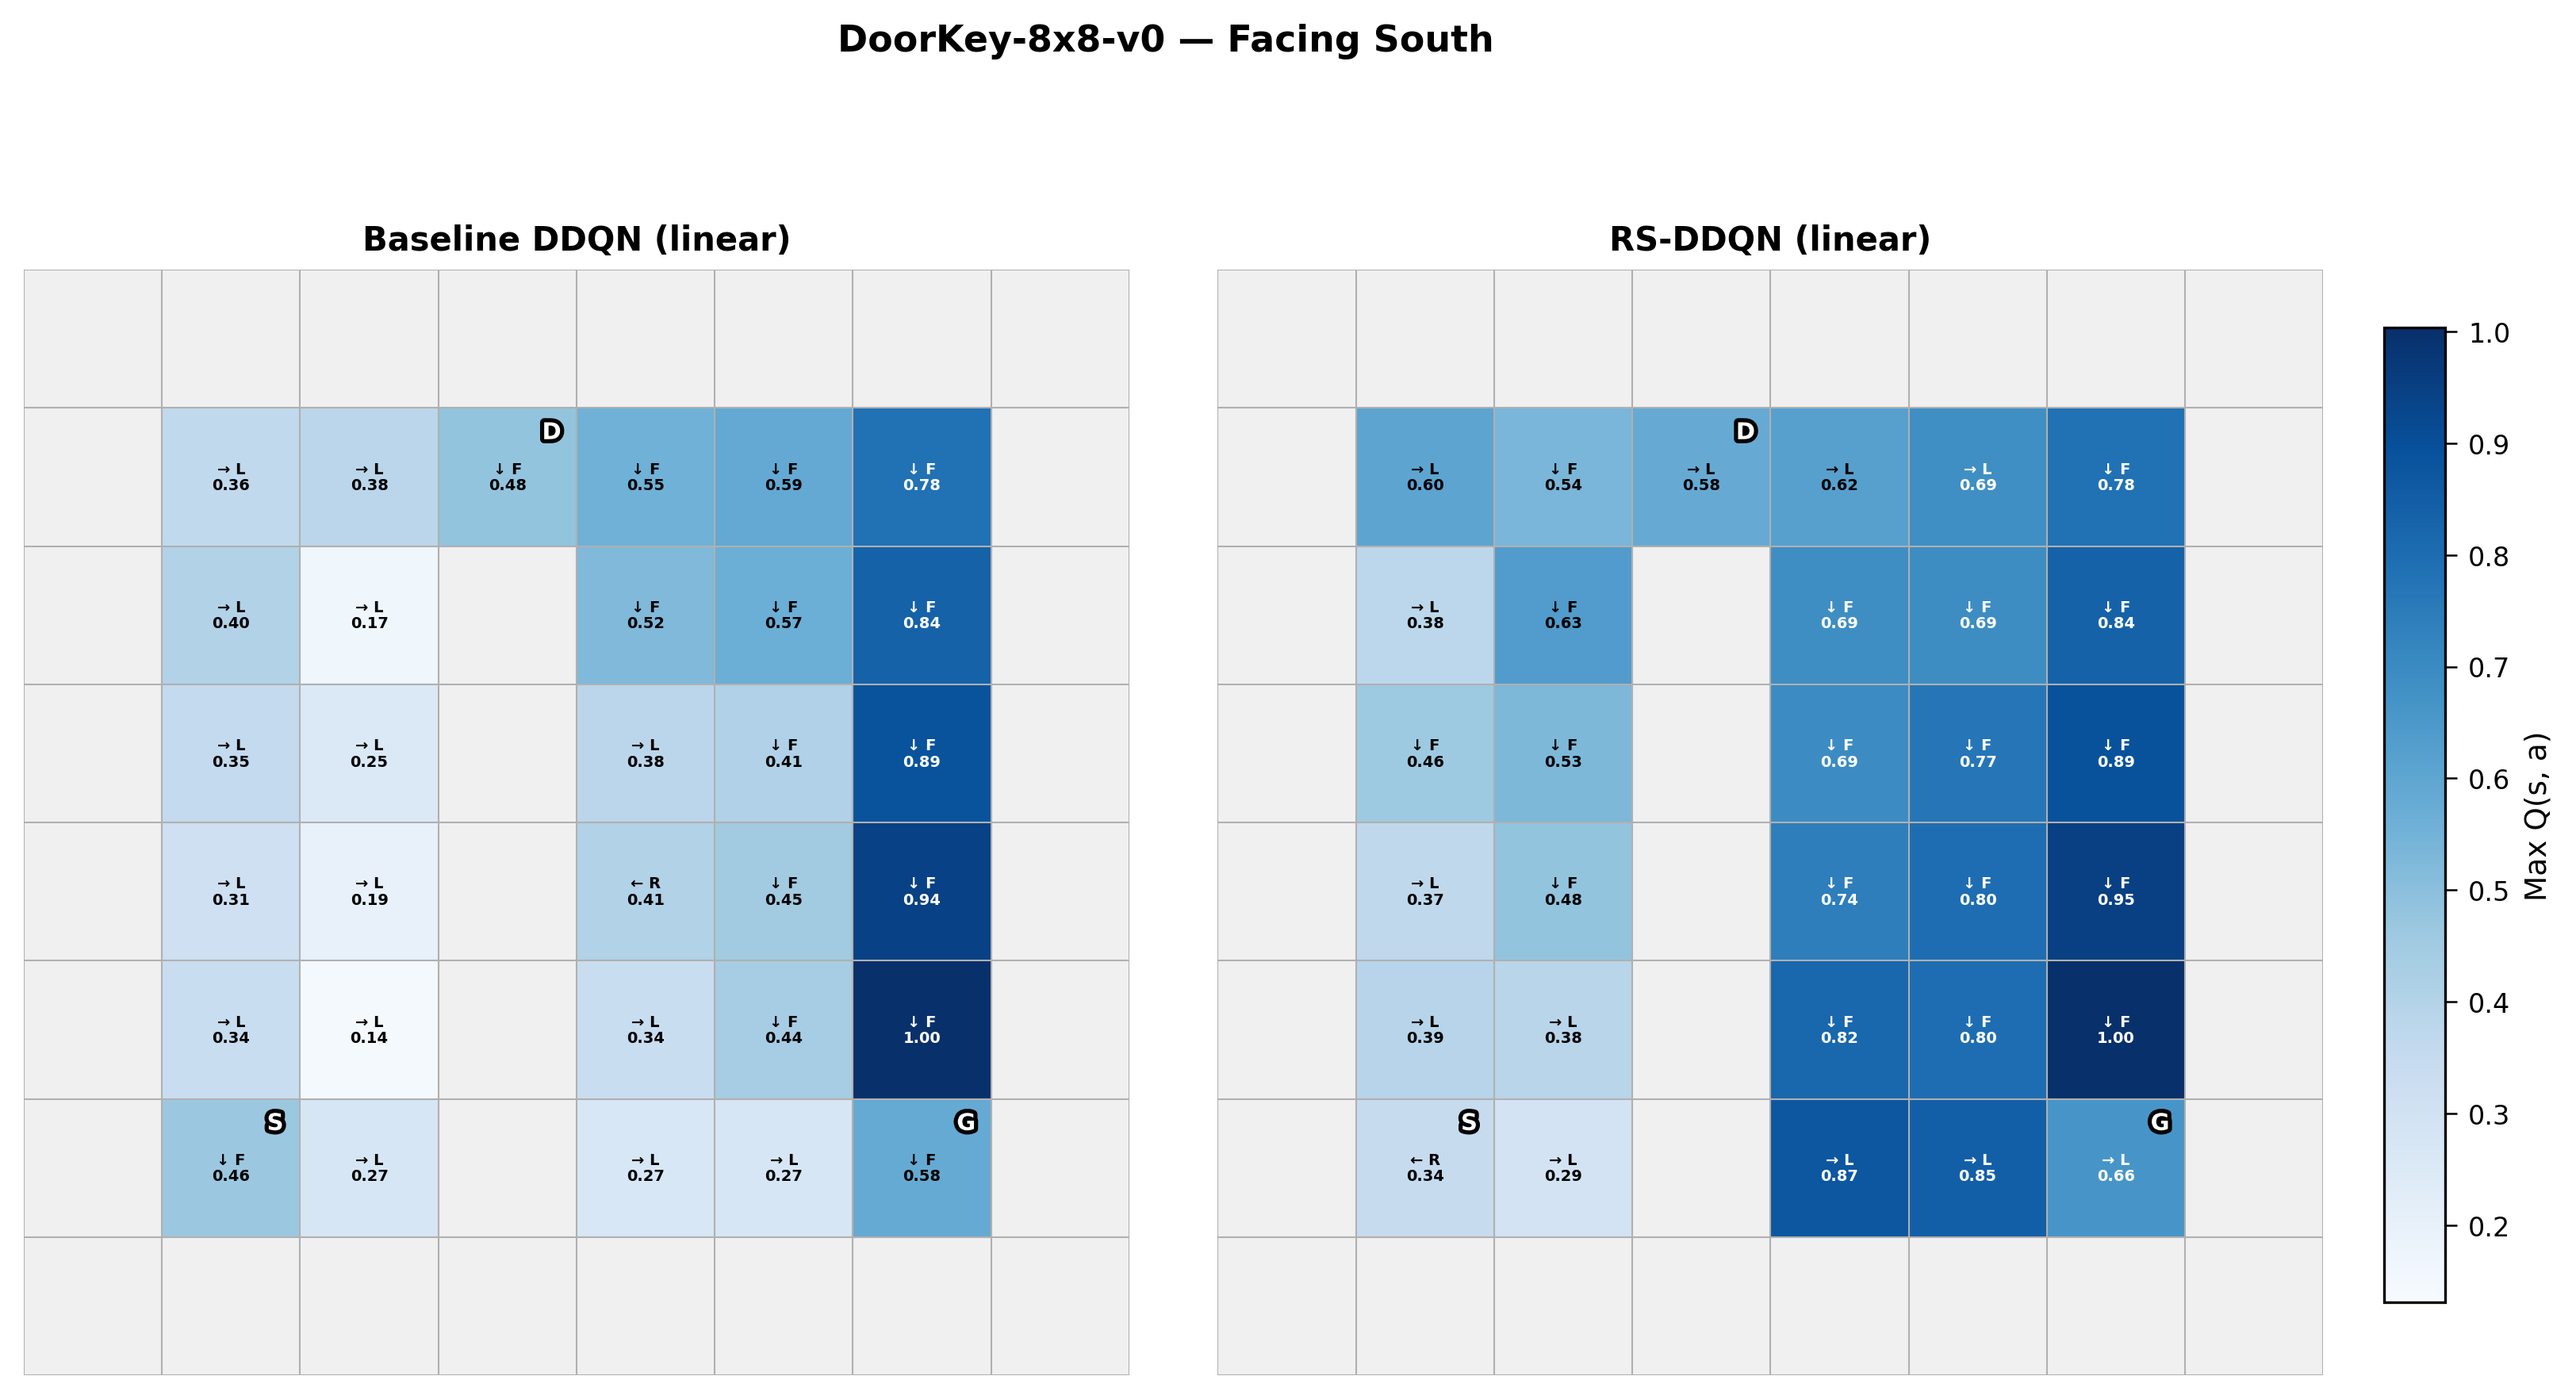 DoorKey-8x8-v0 — Facing South
Baseline DDQN (linear)
D
→ L → L ↓ F ↓ F ↓ F ↓ F
0.36 0.38 0.48 0.55 0.59 0.78
→ L → L ↓ F ↓ F ↓ F
0.40 0.17 0.52 0.57 0.84
→ L → L → L ↓ F ↓ F
0.35 0.25 0.38 0.41 0.89
→ L → L ← R ↓ F ↓ F
0.31 0.19 0.41 0.45 0.94
→ L → L → L ↓ F ↓ F
0.34 0.14 0.34 0.44 1.00
S G
↓ F → L → L → L ↓ F
0.46 0.27 0.27 0.27 0.58
RS-DDQN (linear)
D
→ L ↓ F → L → L → L ↓ F
0.60 0.54 0.58 0.62 0.69 0.78
→ L ↓ F ↓ F ↓ F ↓ F
0.38 0.63 0.69 0.69 0.84
↓ F ↓ F ↓ F ↓ F ↓ F
0.46 0.53 0.69 0.77 0.89
→ L ↓ F ↓ F ↓ F ↓ F
0.37 0.48 0.74 0.80 0.95
→ L → L ↓ F ↓ F ↓ F
0.39 0.38 0.82 0.80 1.00
S G
← R → L → L → L → L
0.34 0.29 0.87 0.85 0.66
1.0
0.9
0.8
0.7
0.6
0.5
0.4
0.3
0.2
Max Q(s, a)